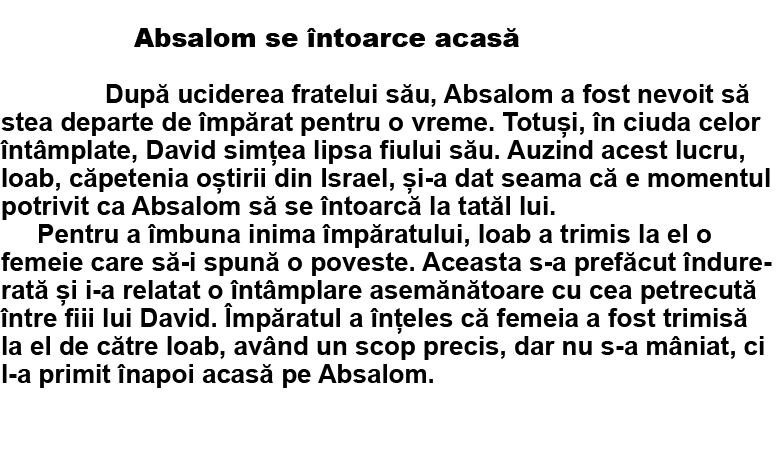 Absalom se întoarce acasă
După uciderea fratelui său, Absalom a fost nevoit să
stea departe de împărat pentru o vreme. Totuși, în ciuda celor
întâmplate, David simțea lipsa fiului său. Auzind acest lucru,
Ioab, căpetenia oștirii din Israel, și-a dat seama că e momentul
potrivit ca Absalom să se întoarcă la tatăl lui.
Pentru a îmbuna inima împăratului, Ioab a trimis la el o
femeie care să-i spună o poveste. Aceasta s-a prefăcut îndure-
rată și i-a relatat o întâmplare asemănătoare cu cea petrecută
între fiii lui David. Împăratul a înțeles că femeia a fost trimisă
la el de către Ioab, având un scop precis, dar nu s-a mâniat, ci
l-a primit înapoi acasă pe Absalom.